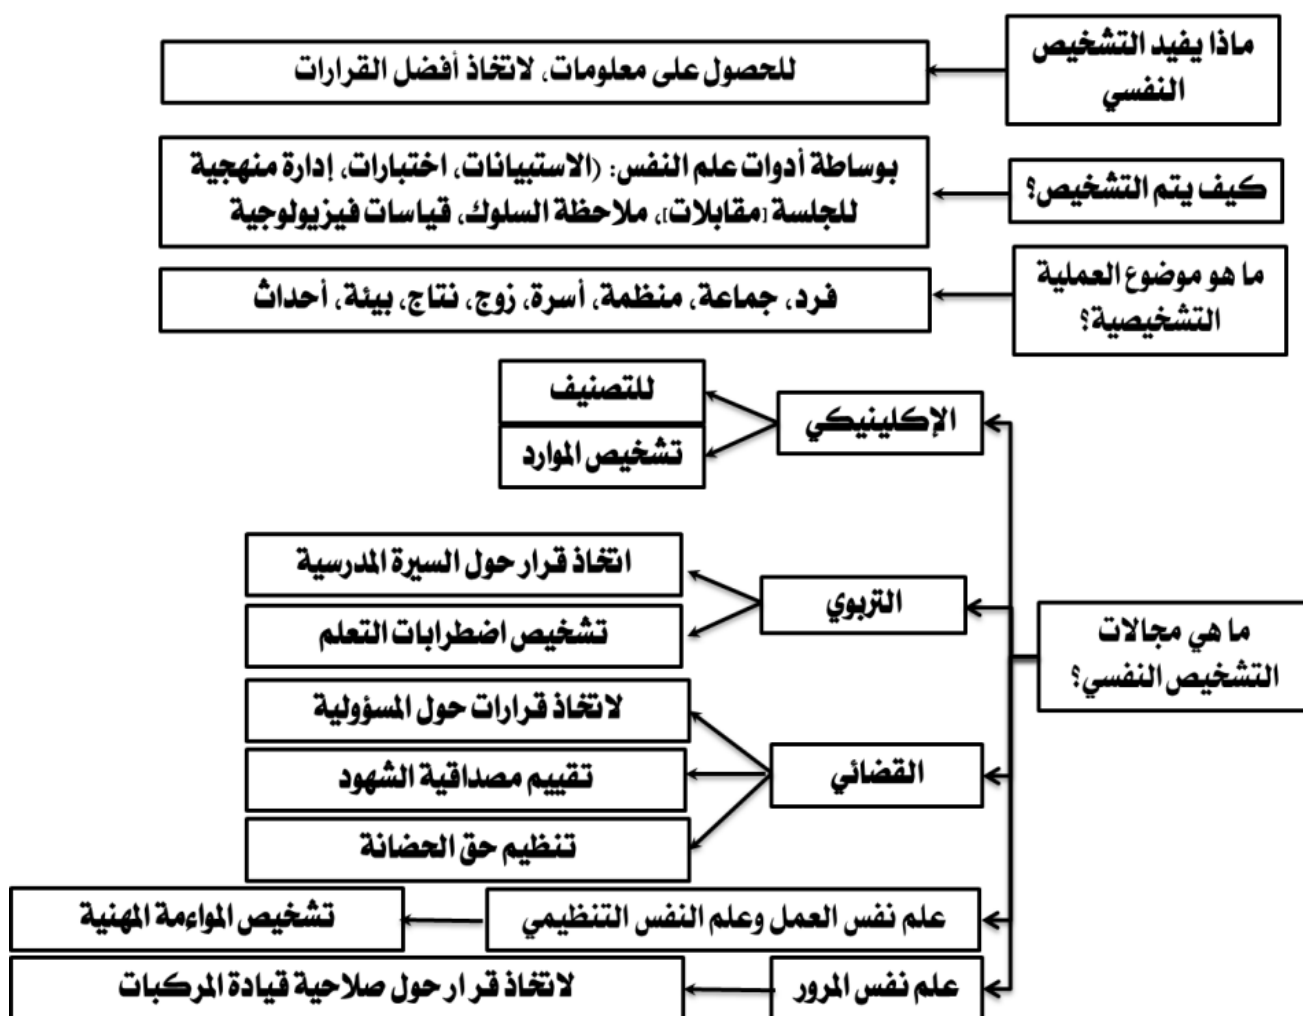 ماذا يفيد التشخيص
النفسي
للحصول على معلومات، لاتخاذ أفضل القرارات
كيف يتم التشخيص؟
بوساطة أدوات علم النفس: (الاستبيانات، اختبارات، إدارة منهجية
للجلسة [مقابلات]، ملاحظة السلوك، قياسات فيزيولوجية
ما هو موضوع العملية
التشخيصية؟
فرد، جماعة، منظمة، أسرة، زوج، نتاج، بيئة، أحداث
ما هي مجالات
التشخيص النفسي؟
الإكلينيكي
للتصنيف
تشخيص الموارد
التربوي
اتخاذ قرار حول السيرة المدرسية
تشخيص اضطرابات التعلم
القضائي
لاتخاذ قرارات حول المسؤولية
تقييم مصداقية الشهود
تنظيم حق الحضانة
علم نفس العمل وعلم النفس التنظيمي
تشخيص المواءمة المهنية
علم نفس المرور
لاتخاذ قرار حول صلاحية قيادة المركبات